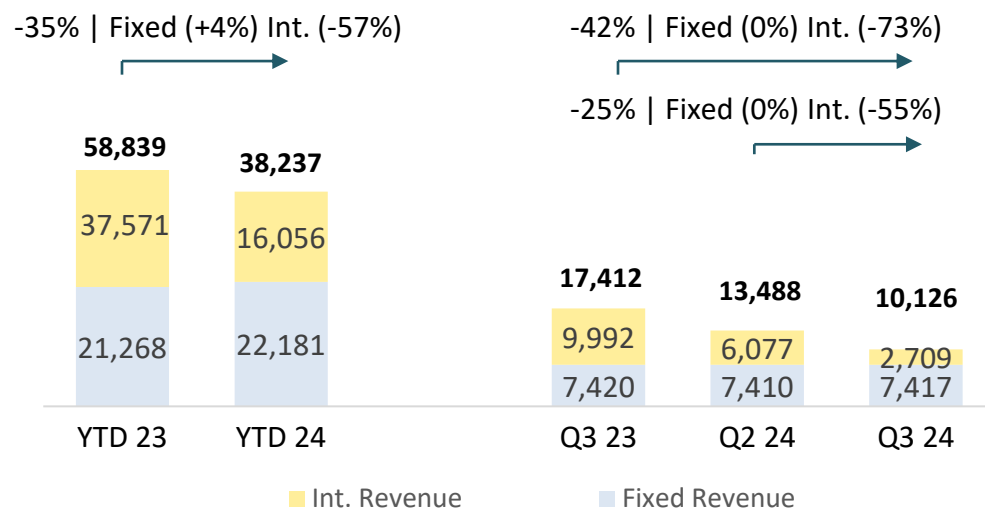 -35% | Fixed (+4%) Int. (-57%)
-42% | Fixed (0%) Int. (-73%)
-25% | Fixed (0%) Int. (-55%)
58,839
38,237
37,571
16,056
21,268
22,181
17,412
13,488
10,126
9,992
6,077
2,709
7,420
7,410
7,417
YTD 23
YTD 24
Q3 23
Q2 24
Q3 24
Int. Revenue
Fixed Revenue